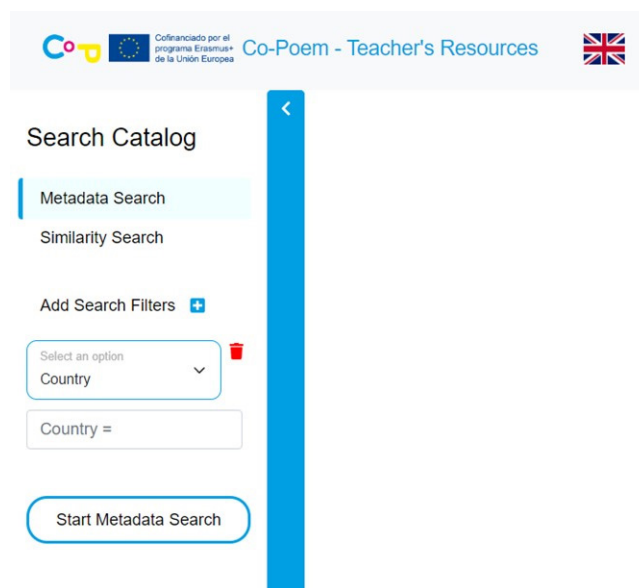 CoP
Cofinanciado por el
programa Erasmus+
de la Unión Europea
Co-Poem - Teacher's Resources
Search Catalog
Metadata Search
Similarity Search
Add Search Filters
Select an option
Country
Country =
Start Metadata Search